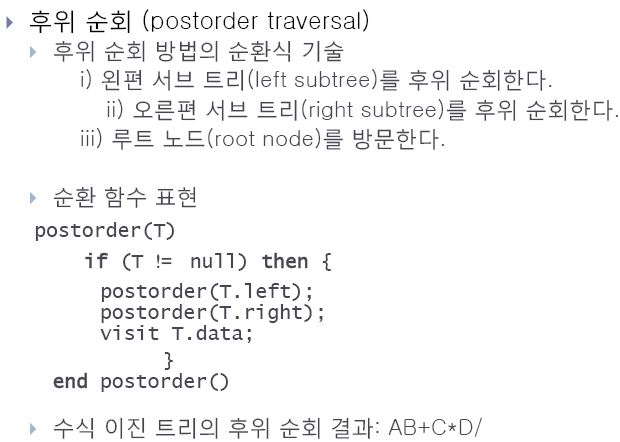 후위 순회 (postorder traversal)
후위 순회 방법의 순환식 기술
i) 왼편 서브 트리(left subtree)를 후위 순회한다.
ii) 오른편 서브 트리(right subtree)를 후위 순회한다.
iii) 루트 노드(root node)를 방문한다.
순환 함수 표현
postorder(T)
if (T != null) then {
postorder(T.left);
postorder(T.right);
visit T.data;
}
end postorder()
수식 이진 트리의 후위 순회 결과: AB+C*D/